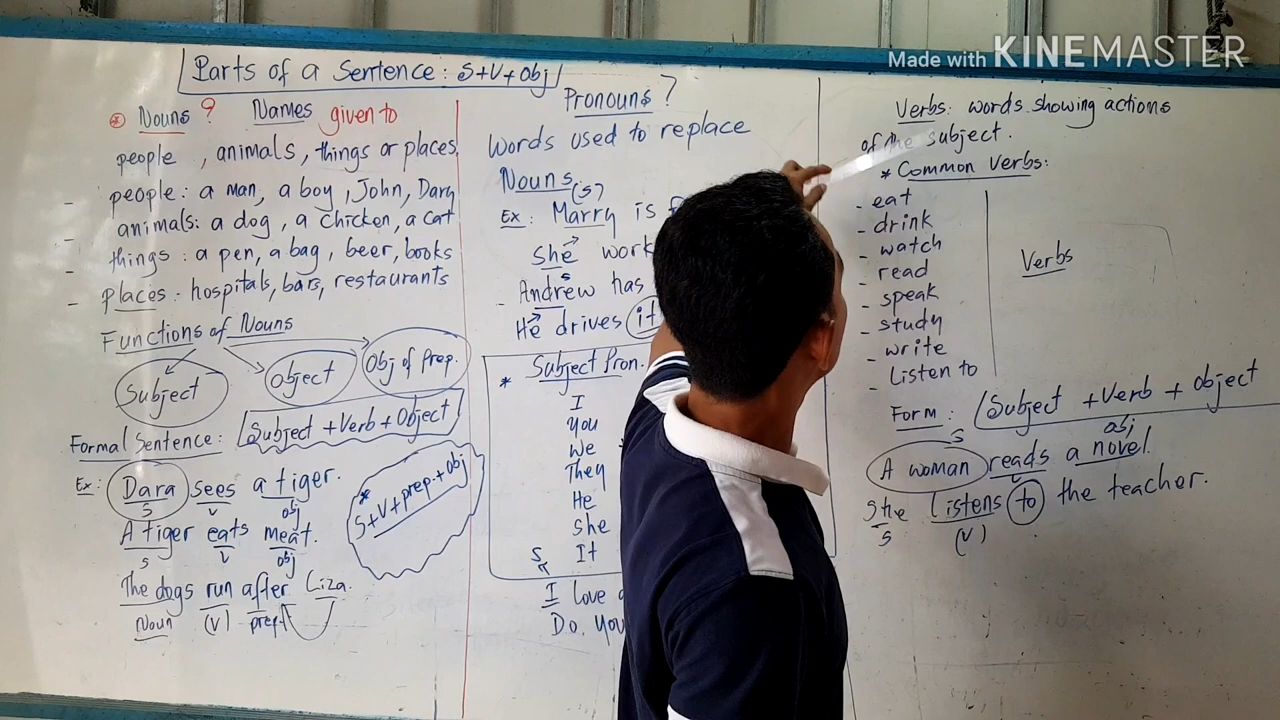 Made with KINEMASTER
Parts of a Sentence: S+V+Obj
Nouns ? Names given to
people, animals, things or places
- people: a man, a boy, John, Dary
- animals: a dog, a chicken, a cat
- things: a pen, a bag, beer, books
- places: hospitals, bars, restaurants
Functions of Nouns
Subject Object Obj of Prep.
Formal Sentence: Subject + Verb + Object
Ex: Dara sees a tiger.
S V obj
A tiger eats meat.
S V obj
* S+V+prep+obj
The dogs run after Liza.
Noun (V) prep
Pronouns ?
Words used to replace
Nouns
(S)
Ex: Marry is
She work
S
- Andrew has
He drives it
* Subject Pron.
I
You
We
They
He
She
It
S
I love
Do you
Verbs: words showing actions
of the subject.
* Common Verbs:
- eat
- drink
- watch
- read
- speak
- study
- write
- Listen to
Verbs
Form: Subject + Verb + Object
S obj
A woman reads a novel.
V
She listens to the teacher.
S (V)